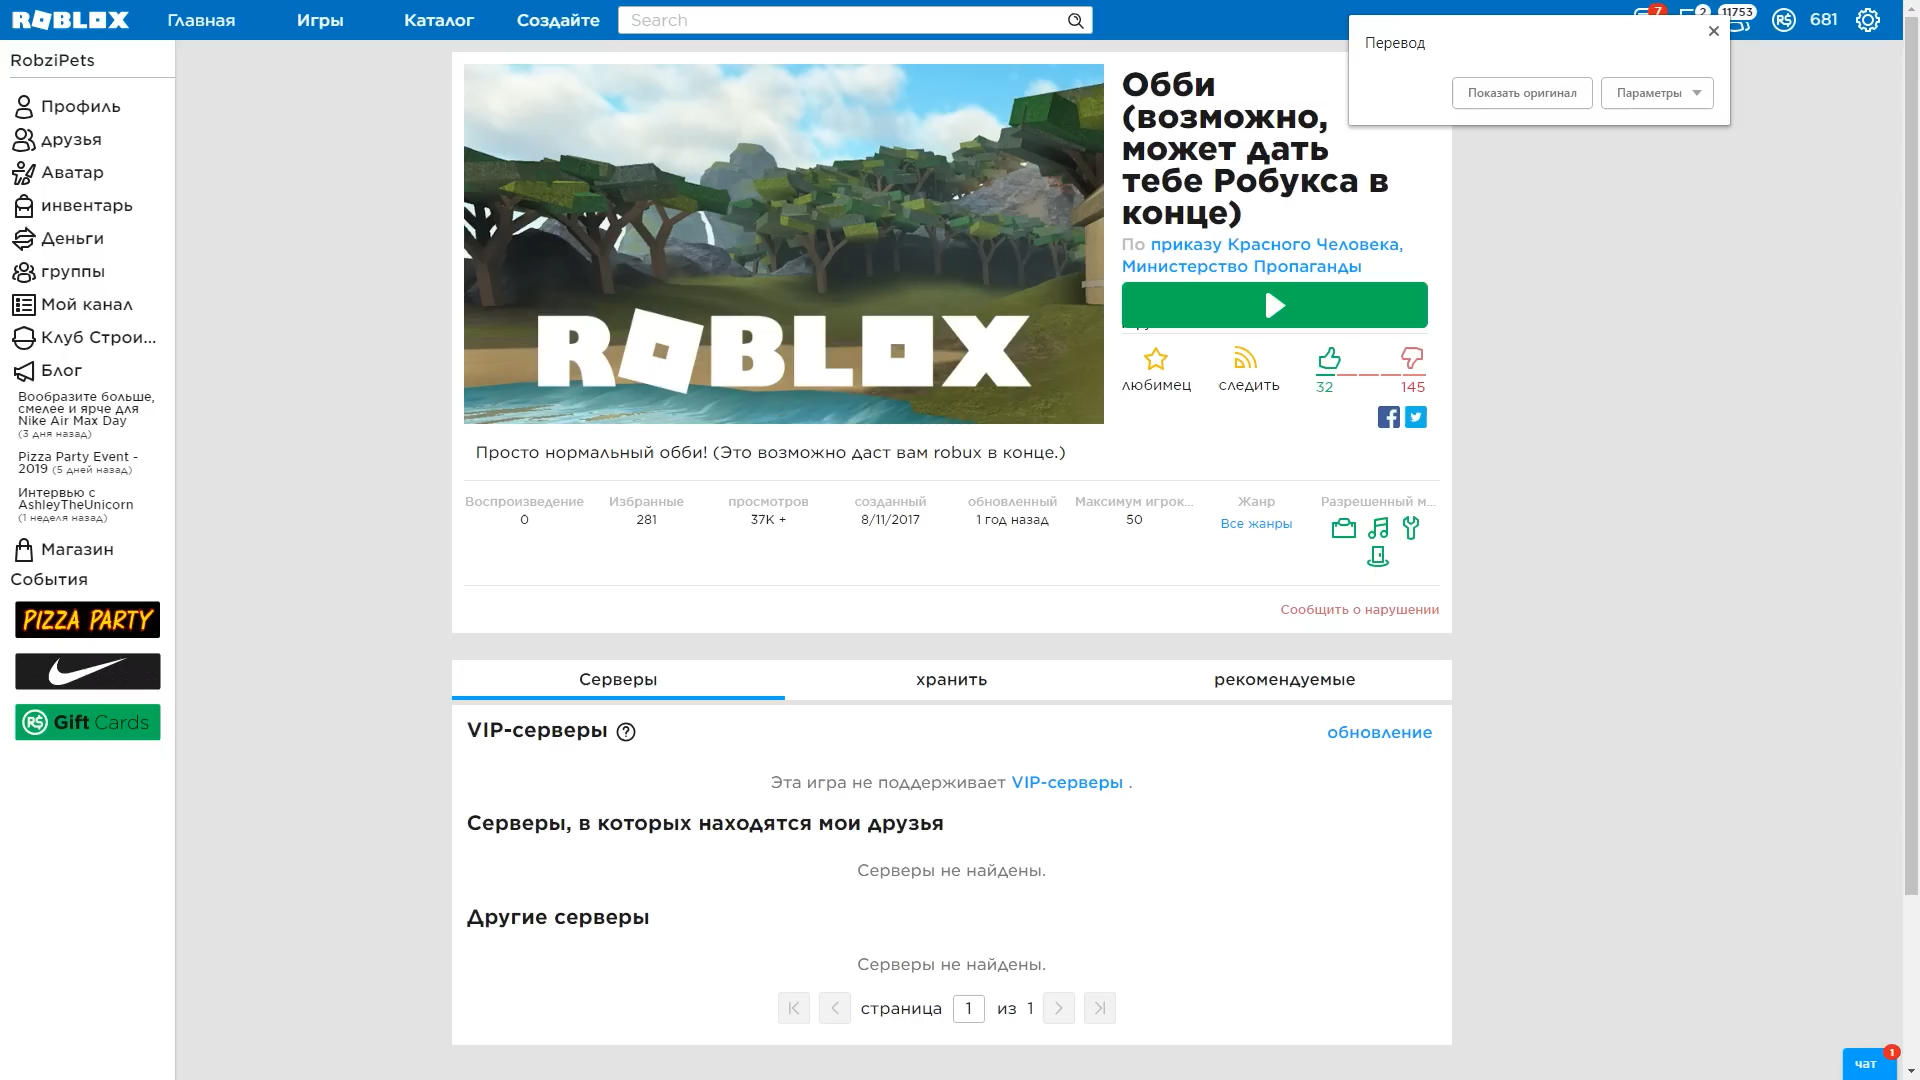 ROBLOX
Главная
Игры
Каталог
Создайте
Search
7
2
11753
681
Перевод
Показать оригинал
Параметры
RobziPets
Профиль
друзья
Аватар
инвентарь
Деньги
группы
Мой канал
Клуб Строи...
Блог
Вообразите больше,
смелее и ярче для
Nike Air Max Day
(3 дня назад)
Pizza Party Event -
2019 (5 дней назад)
Интервью с
AshleyTheUnicorn
(1 неделя назад)
Магазин
События
PIZZA PARTY
Gift Cards
ROBLOX
Обби
(возможно,
может дать
тебе Робукса в
конце)
По приказу Красного Человека,
Министерство Пропаганды
любимец
следить
32
145
Просто нормальный обби! (Это возможно даст вам robux в конце.)
Воспроизведение
0
Избранные
281
просмотров
37K +
созданный
8/11/2017
обновленный
1 год назад
Максимум игрок...
50
Жанр
Все жанры
Разрешенный м...
Сообщить о нарушении
Серверы
хранить
рекомендуемые
VIP-серверы
обновление
Эта игра не поддерживает VIP-серверы .
Серверы, в которых находятся мои друзья
Серверы не найдены.
Другие серверы
Серверы не найдены.
страница 1 из 1
чат
1